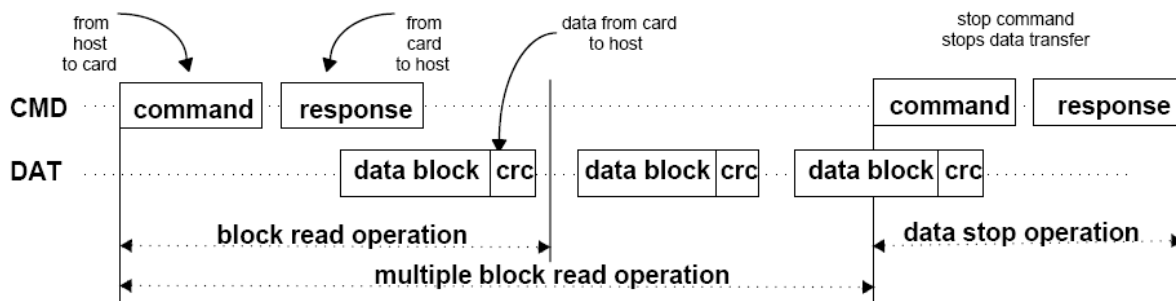 from
host
to card
from
card
to host
data from card
to host
stop command
stops data transfer
CMD
command
response
command
response
DAT
data block
crc
data block
crc
data block
crc
block read operation
data stop operation
multiple block read operation